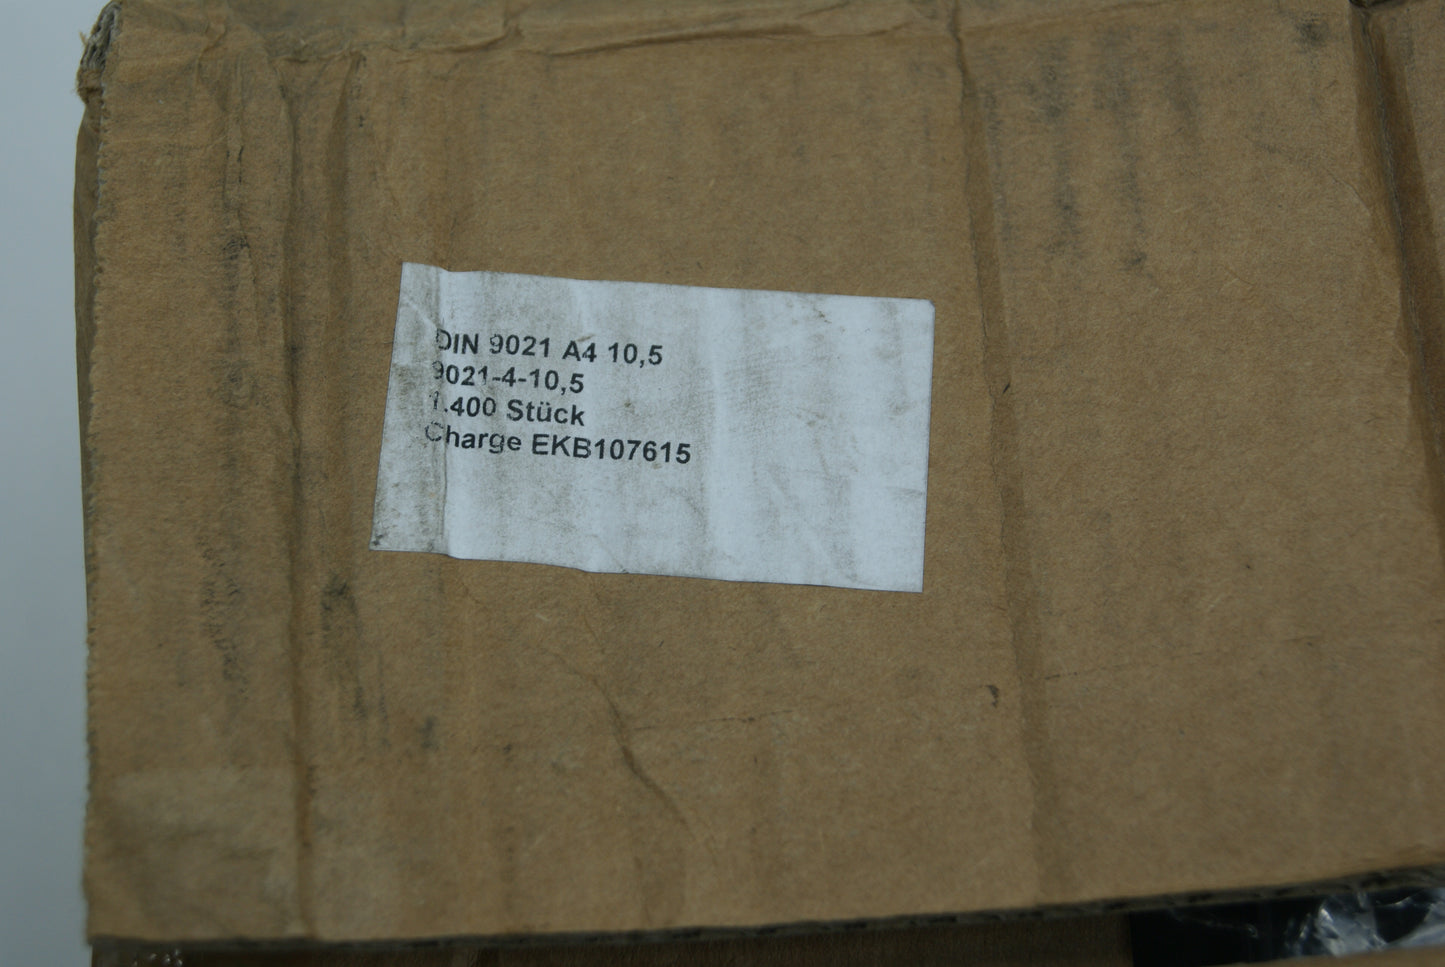 DIN 9021 A4 10,5
9021-4-10,5
1.400 Stück
Charge EKB107615